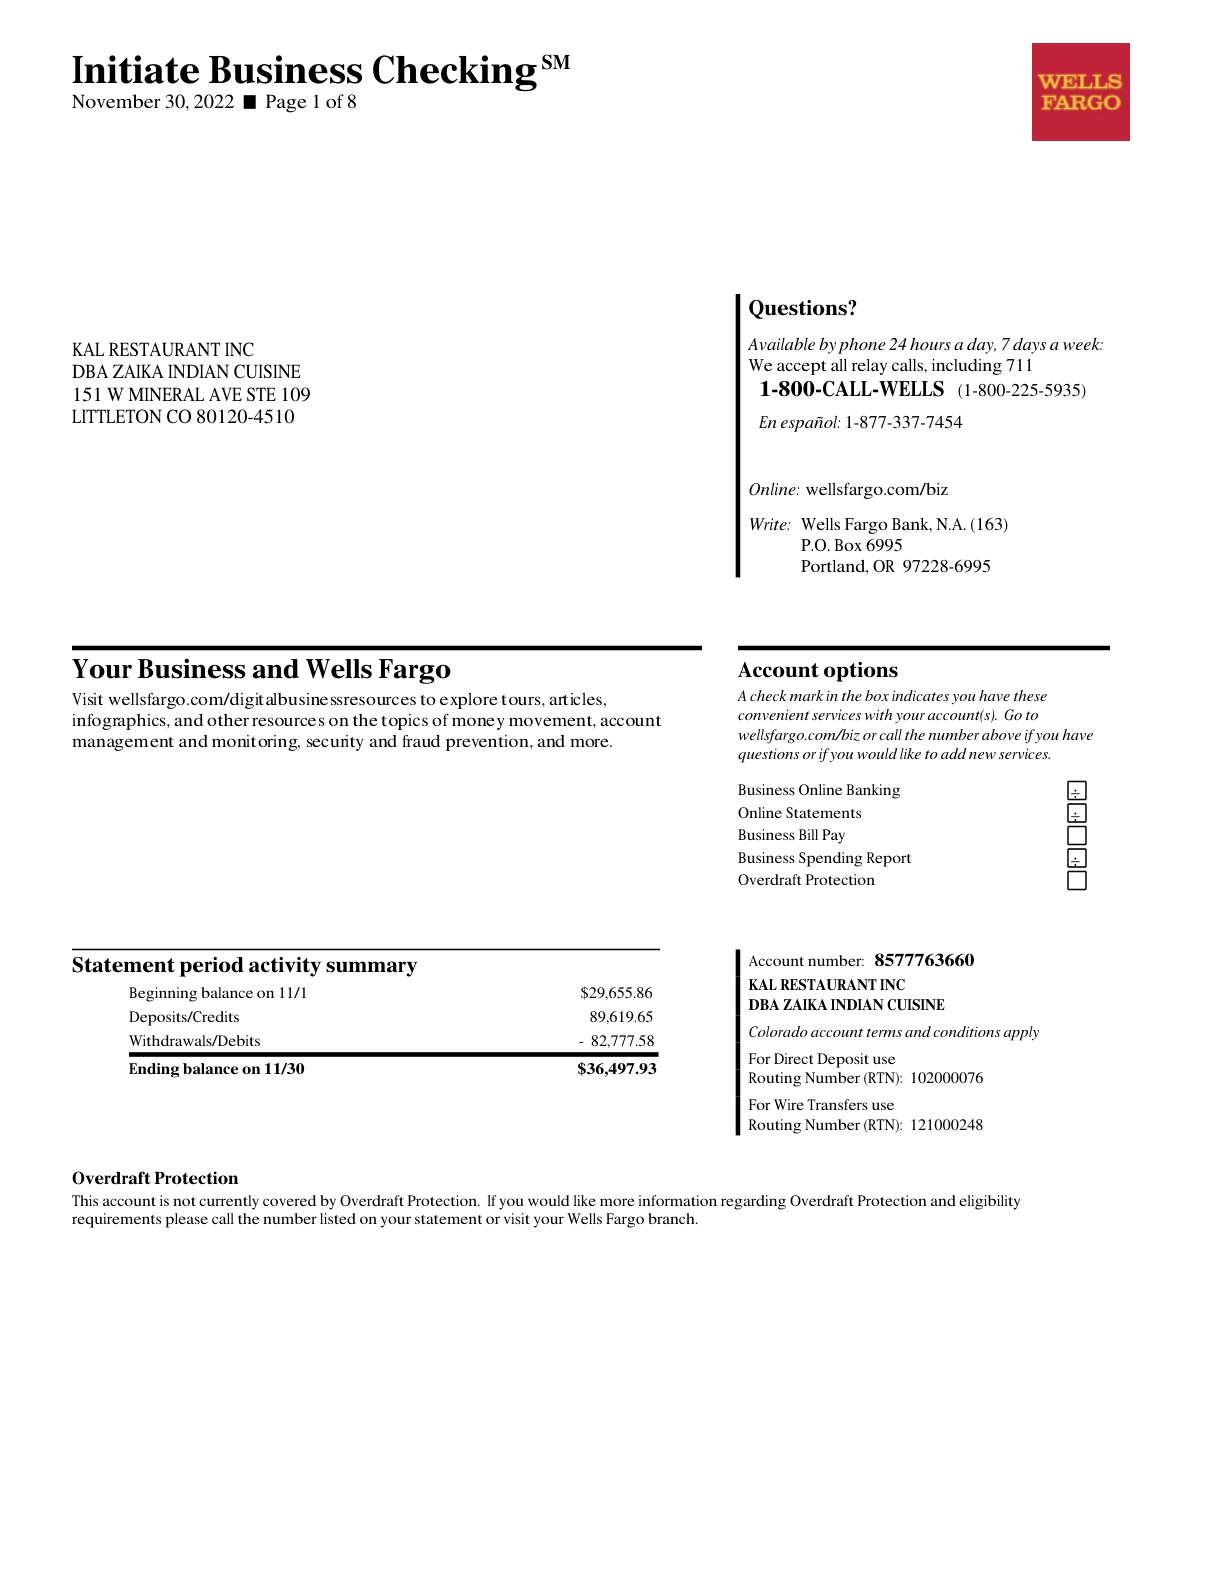 Initiate Business Checking SM
November 30, 2022 ■ Page 1 of 8
WELLS
FARGO
KAL RESTAURANT INC
DBA ZAIKA INDIAN CUISINE
151 W MINERAL AVE STE 109
LITTLETON CO 80120-4510
Questions?
Available by phone 24 hours a day, 7 days a week:
We accept all relay calls, including 711
1-800-CALL-WELLS (1-800-225-5935)
En español: 1-877-337-7454
Online: wellsfargo.com/biz
Write: Wells Fargo Bank, N.A. (163)
P.O. Box 6995
Portland, OR 97228-6995
Your Business and Wells Fargo
Visit wellsfargo.com/digitalbusinessresources to explore tours, articles,
infographics, and other resources on the topics of money movement, account
management and monitoring, security and fraud prevention, and more.
Account options
A check mark in the box indicates you have these
convenient services with your account(s). Go to
wellsfargo.com/biz or call the number above if you have
questions or if you would like to add new services.
Business Online Banking ÷
Online Statements ÷
Business Bill Pay
Business Spending Report ÷
Overdraft Protection
Statement period activity summary
Beginning balance on 11/1 $29,655.86
Deposits/Credits 89,619.65
Withdrawals/Debits - 82,777.58
Ending balance on 11/30 $36,497.93
Account number: 8577763660
KAL RESTAURANT INC
DBA ZAIKA INDIAN CUISINE
Colorado account terms and conditions apply
For Direct Deposit use
Routing Number (RTN): 102000076
For Wire Transfers use
Routing Number (RTN): 121000248
Overdraft Protection
This account is not currently covered by Overdraft Protection. If you would like more information regarding Overdraft Protection and eligibility
requirements please call the number listed on your statement or visit your Wells Fargo branch.